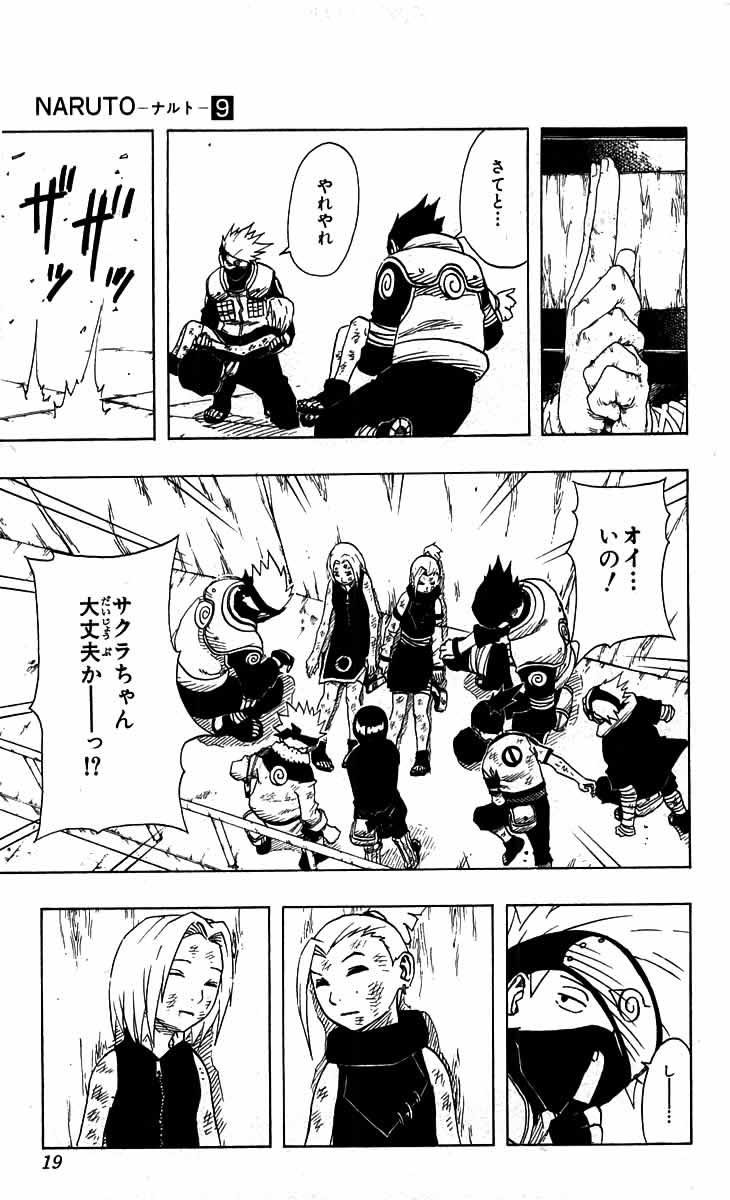 NARUTO—ナルト—9
さてと…
やれやれ
ザッ
ザッ
オイ…
いの!
サクラちゃん
大丈夫か——っ!?
だいじょうぶ
しー……
19